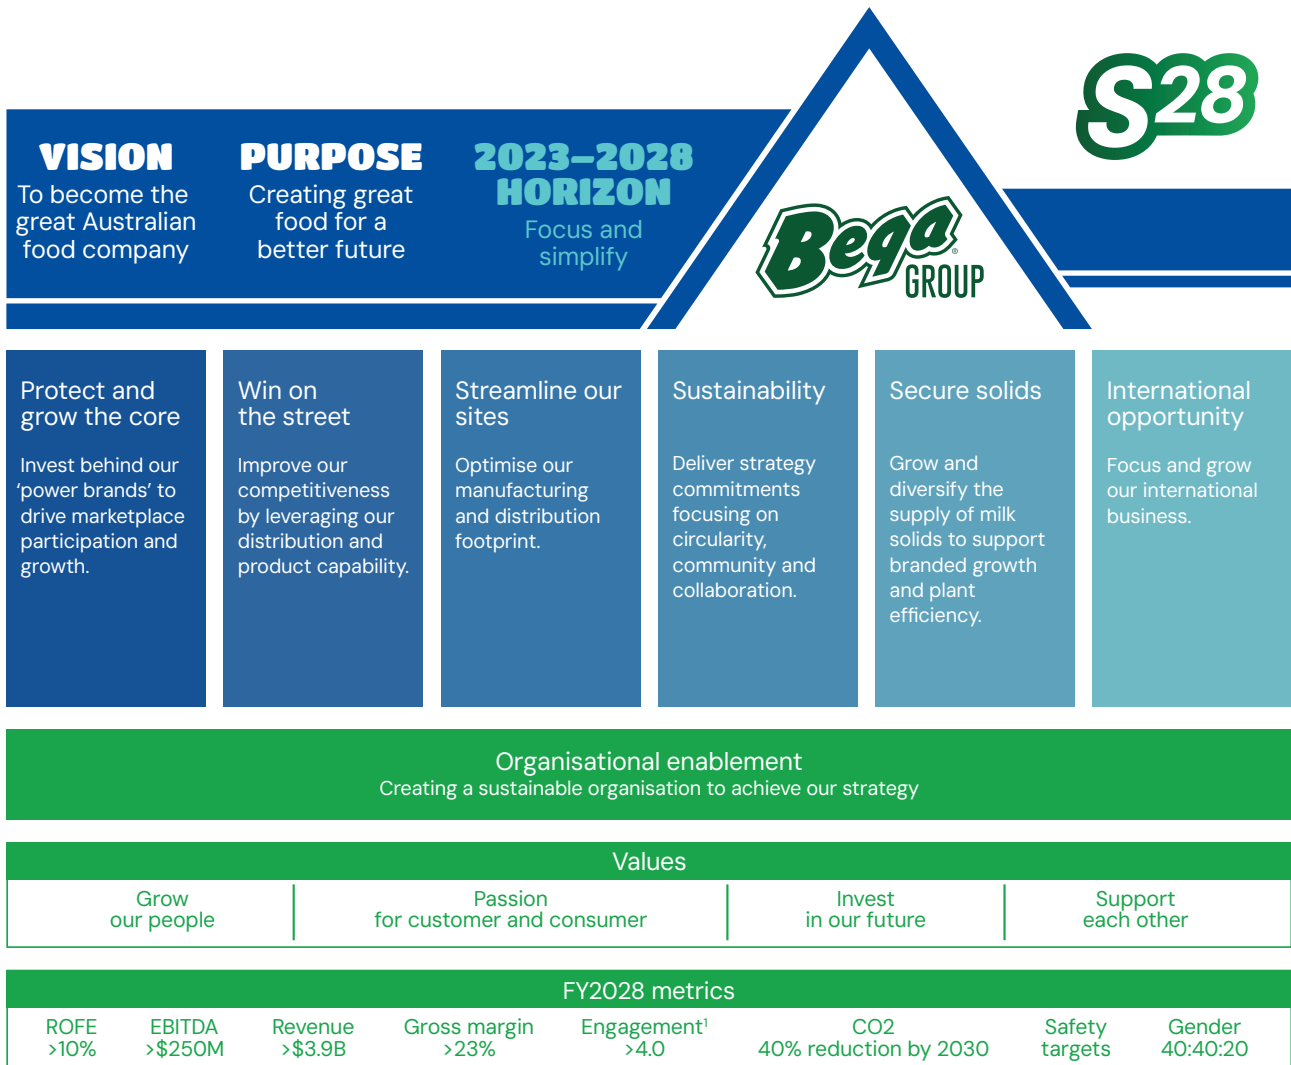 S28
VISION
To become the
great Australian
food company
PURPOSE
Creating great
food for a
better future
2023–2028
HORIZON
Focus and
simplify
Bega®
GROUP
Protect and
grow the core
Invest behind our
‘power brands’ to
drive marketplace
participation and
growth.
Win on
the street
Improve our
competitiveness
by leveraging our
distribution and
product capability.
Streamline our
sites
Optimise our
manufacturing
and distribution
footprint.
Sustainability
Deliver strategy
commitments
focusing on
circularity,
community and
collaboration.
Secure solids
Grow and
diversify the
supply of milk
solids to support
branded growth
and plant
efficiency.
International
opportunity
Focus and grow
our international
business.
Organisational enablement
Creating a sustainable organisation to achieve our strategy
Values
Grow
our people
Passion
for customer and consumer
Invest
in our future
Support
each other
FY2028 metrics
ROFE
>10%
EBITDA
>$250M
Revenue
>$3.9B
Gross margin
>23%
Engagement¹
>4.0
CO2
40% reduction by 2030
Safety
targets
Gender
40:40:20